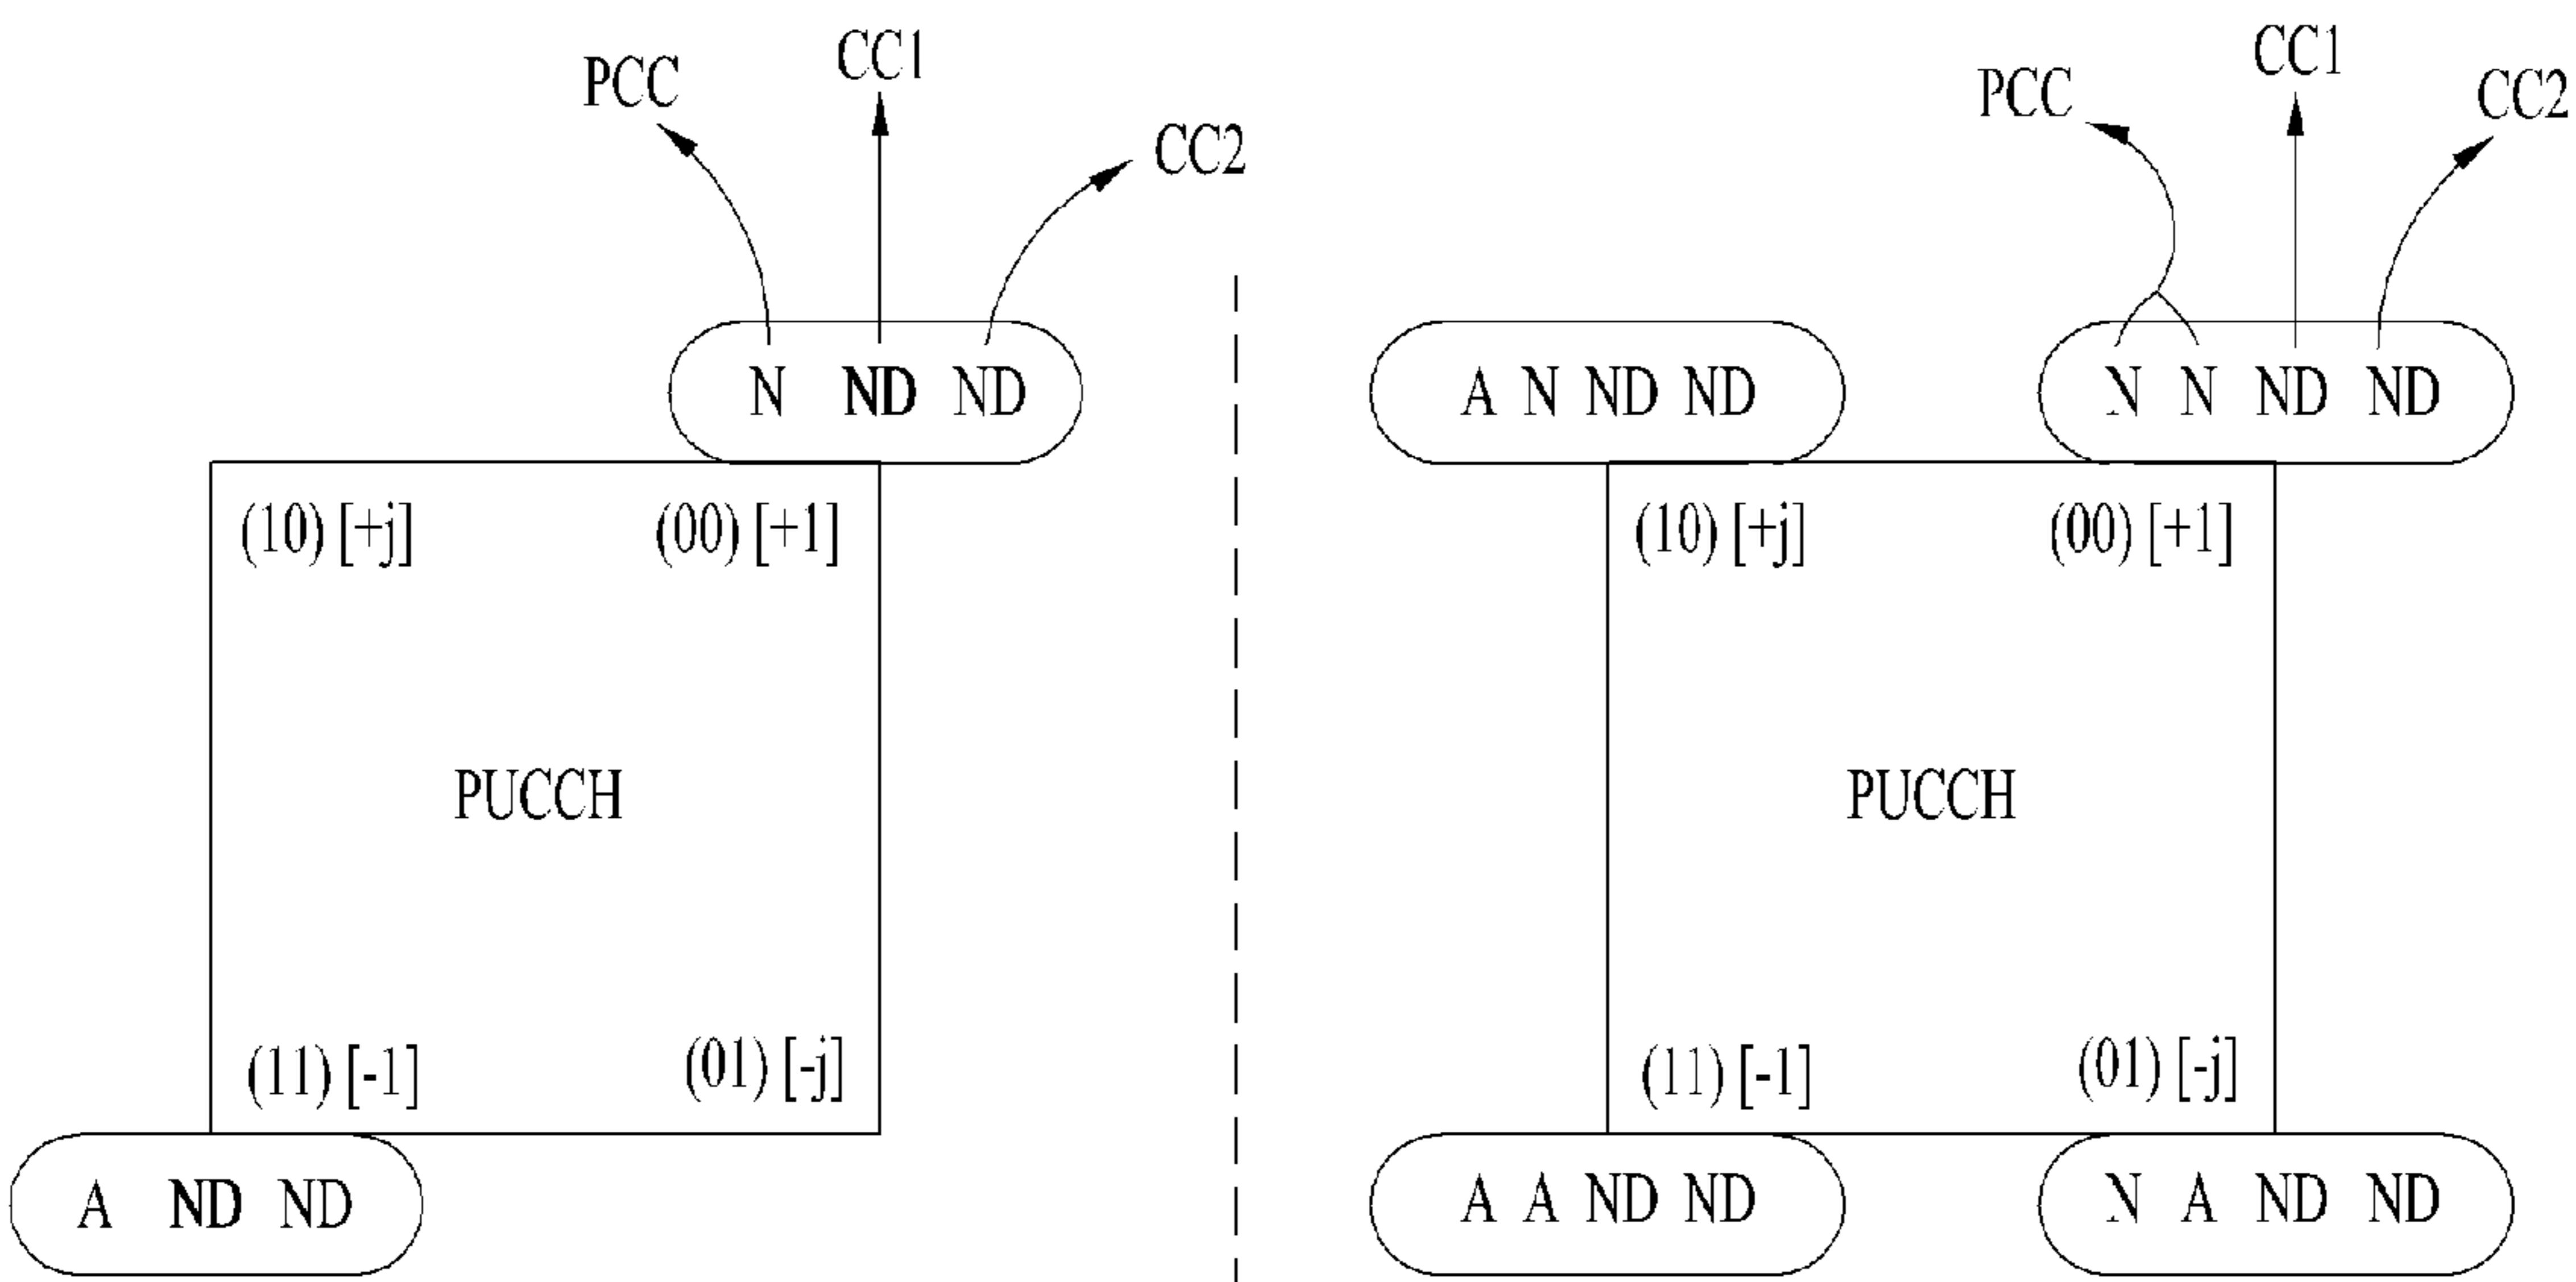 PCC CC1 CC2
N ND ND
(10) [+j] (00) [+1]
PUCCH
(11) [-1] (01) [-j]
A ND ND
PCC CC1 CC2
A N ND ND N N ND ND
(10) [+j] (00) [+1]
PUCCH
(11) [-1] (01) [-j]
A A ND ND N A ND ND